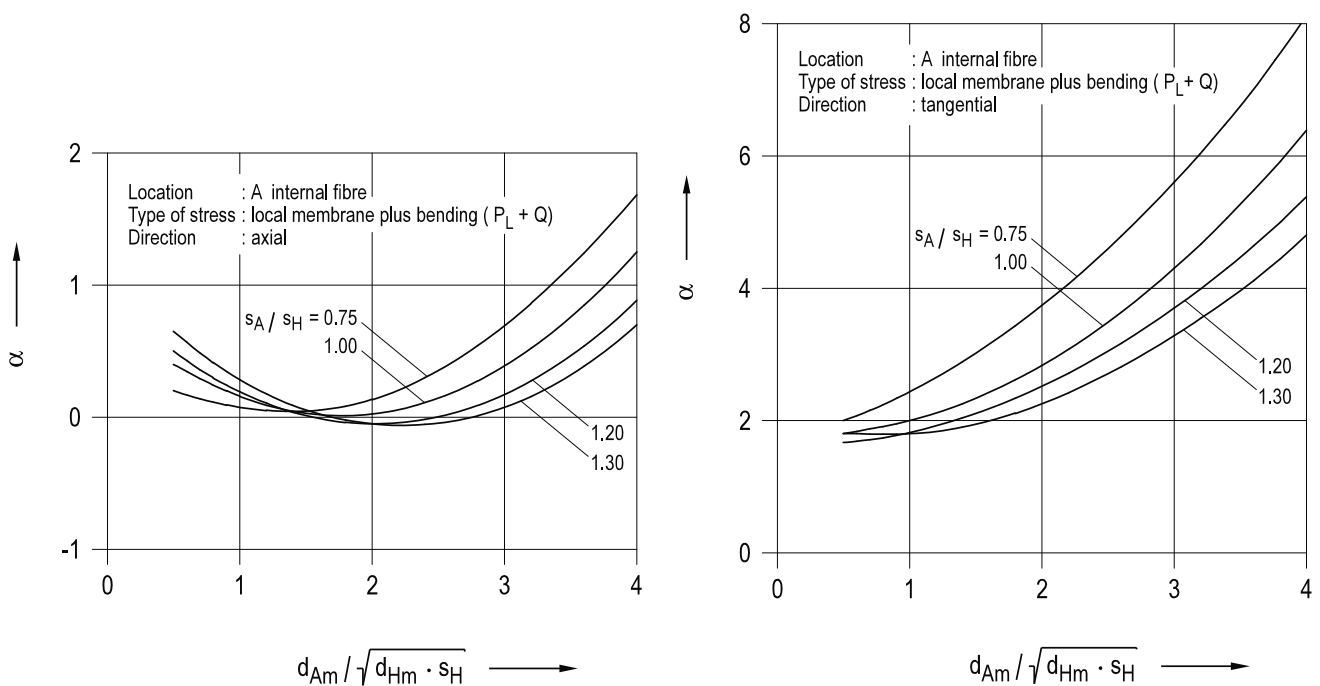 2
1
0
-1
0 1 2 3 4
α
Location : A internal fibre
Type of stress : local membrane plus bending ( P_L + Q)
Direction : axial
s_A / s_H = 0.75
1.00
1.20
1.30
d_Am / √d_Hm · s_H
8
6
4
2
0
0 1 2 3 4
α
Location : A internal fibre
Type of stress : local membrane plus bending ( P_L + Q)
Direction : tangential
s_A / s_H = 0.75
1.00
1.20
1.30
d_Am / √d_Hm · s_H